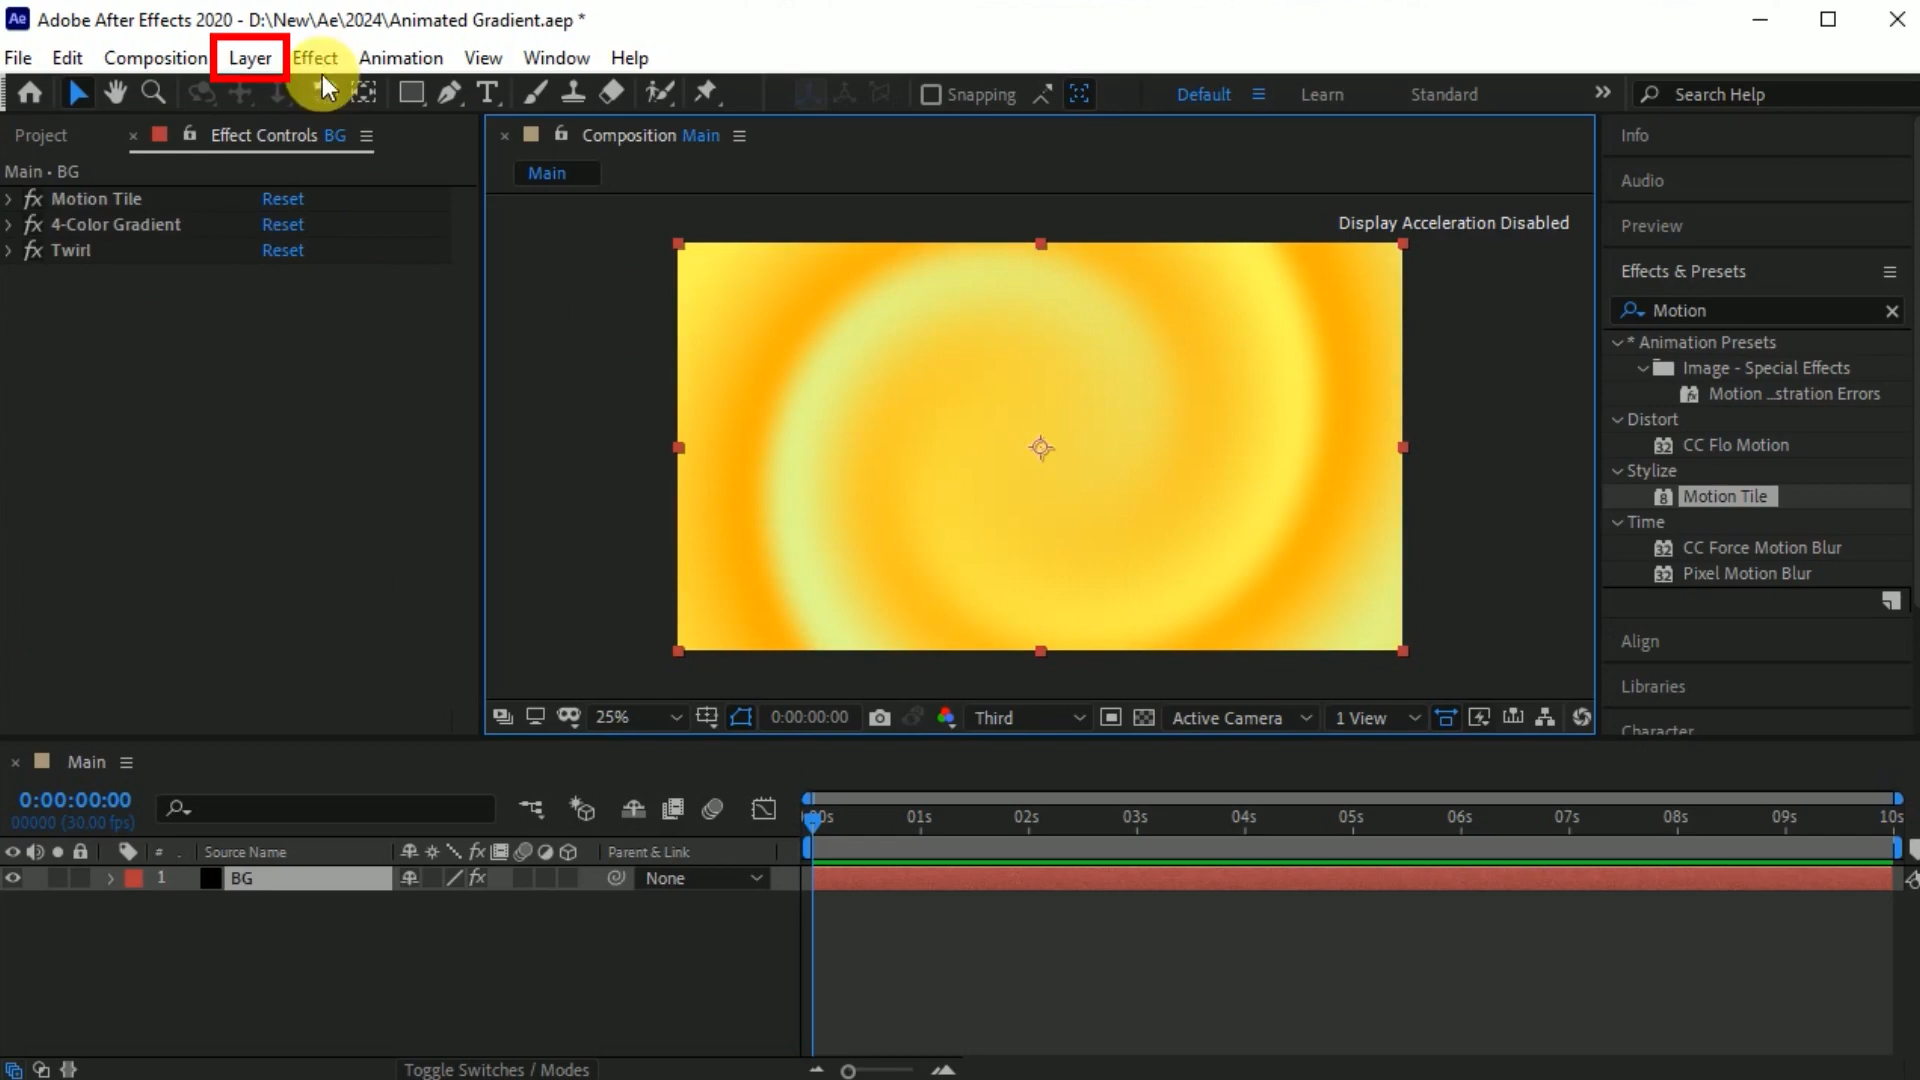 Ae Adobe After Effects 2020 - D:\New\Ae\2024\Animated Gradient.aep *
File Edit Composition Layer Effect Animation View Window Help
Snapping Default Learn Standard Search Help
Project Effect Controls BG Composition Main Info
Main • BG Main Audio
fx Motion Tile Reset
fx 4-Color Gradient Reset
fx Twirl Reset
Display Acceleration Disabled
Preview
Effects & Presets
Motion
* Animation Presets
Image - Special Effects
Motion ...stration Errors
Distort
CC Flo Motion
Stylize
Motion Tile
Time
CC Force Motion Blur
Pixel Motion Blur
Align
Libraries
Character
25% 0:00:00:00 Third Active Camera 1 View
Main
0:00:00:00
00000 (30.00 fps)
00s 01s 02s 03s 04s 05s 06s 07s 08s 09s 10s
# . Source Name fx Parent & Link
1 BG fx None
Toggle Switches / Modes